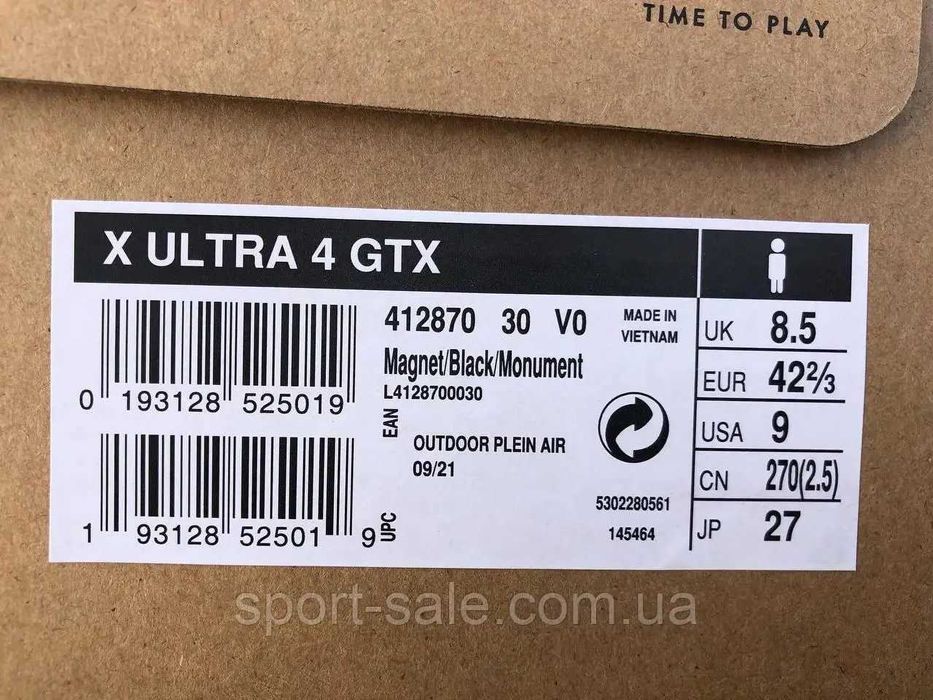 TIME TO PLAY
X ULTRA 4 GTX
412870 30 V0
Magnet/Black/Monument
L4128700030
MADE IN
VIETNAM
0 193128 525019
EAN
OUTDOOR PLEIN AIR
09/21
1 93128 52501 9
UPC
5302280561
145464
UK 8.5
EUR 42⅔
USA 9
CN 270(2.5)
JP 27
sport-sale.com.ua